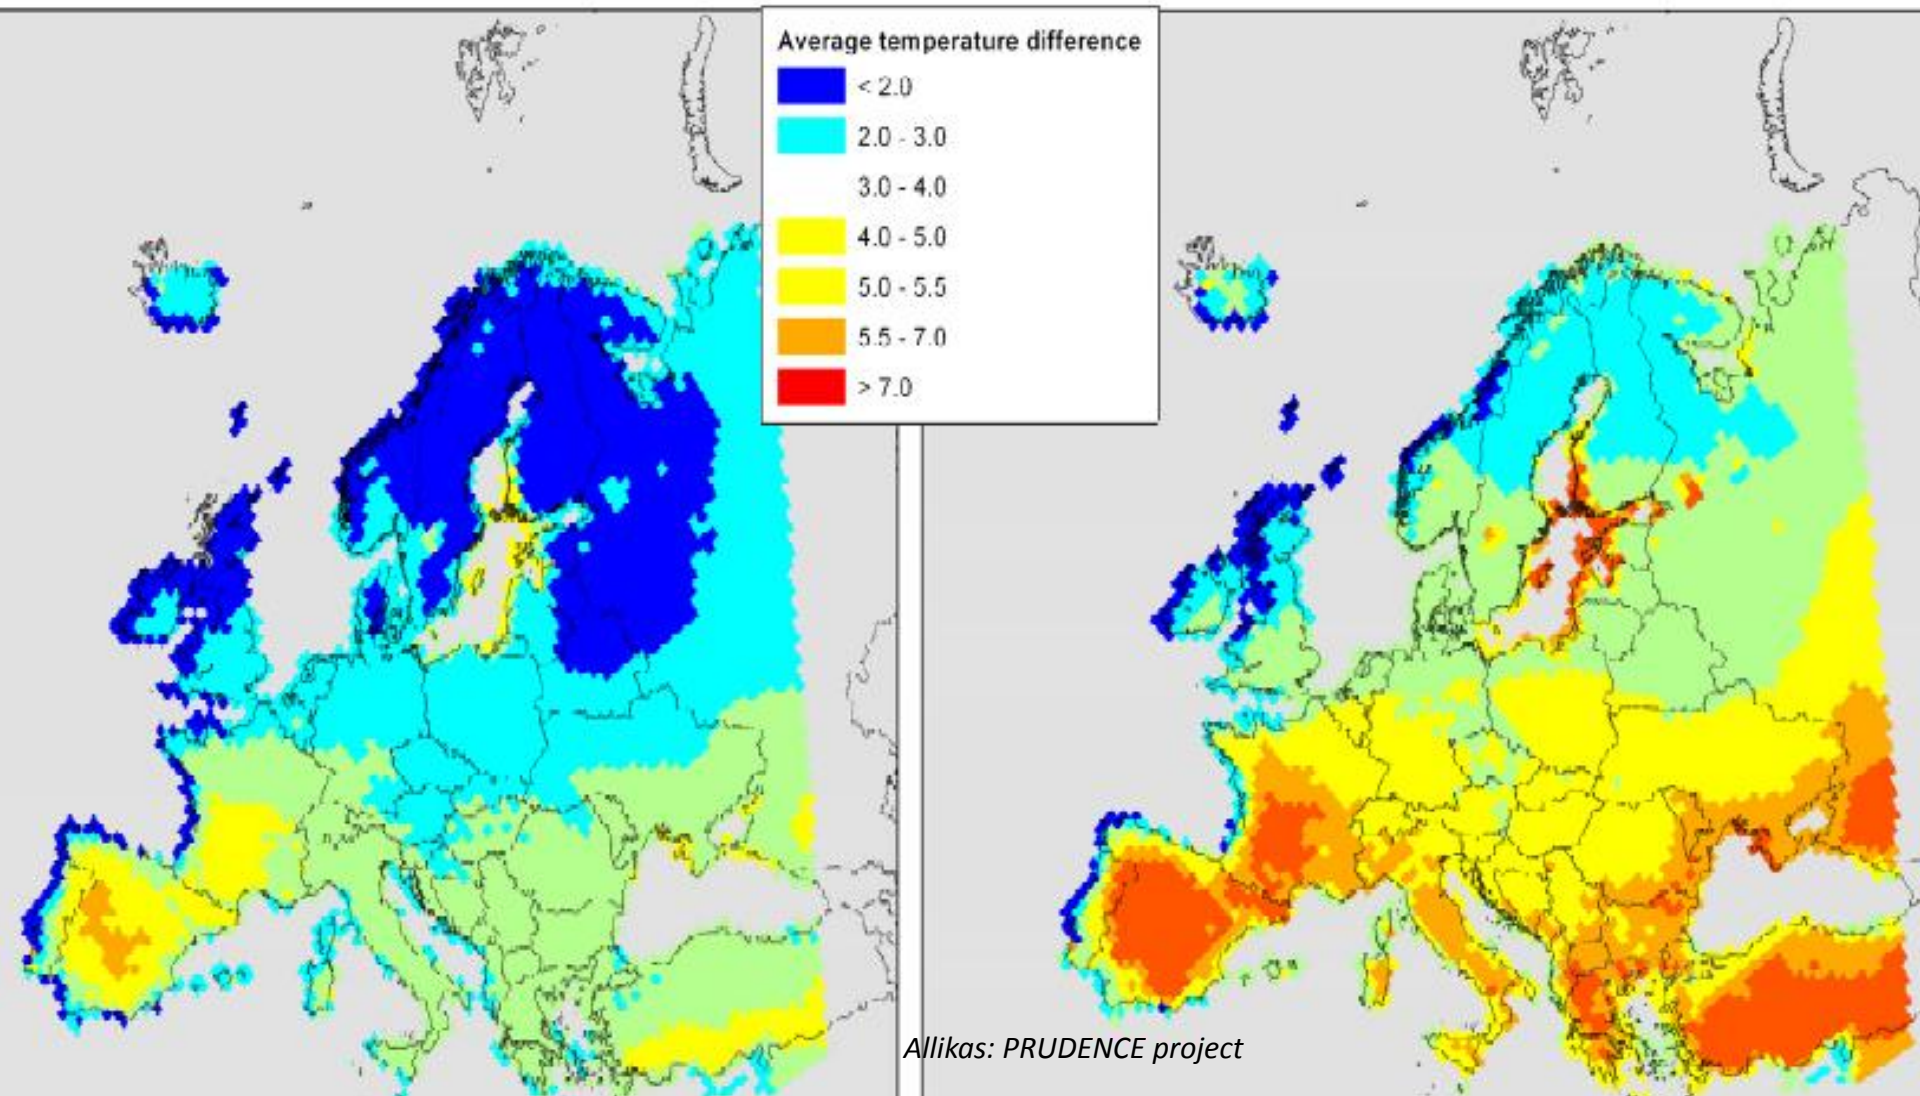 Average temperature difference
< 2.0
2.0 - 3.0
3.0 - 4.0
4.0 - 5.0
5.0 - 5.5
5.5 - 7.0
> 7.0
Allikas: PRUDENCE project